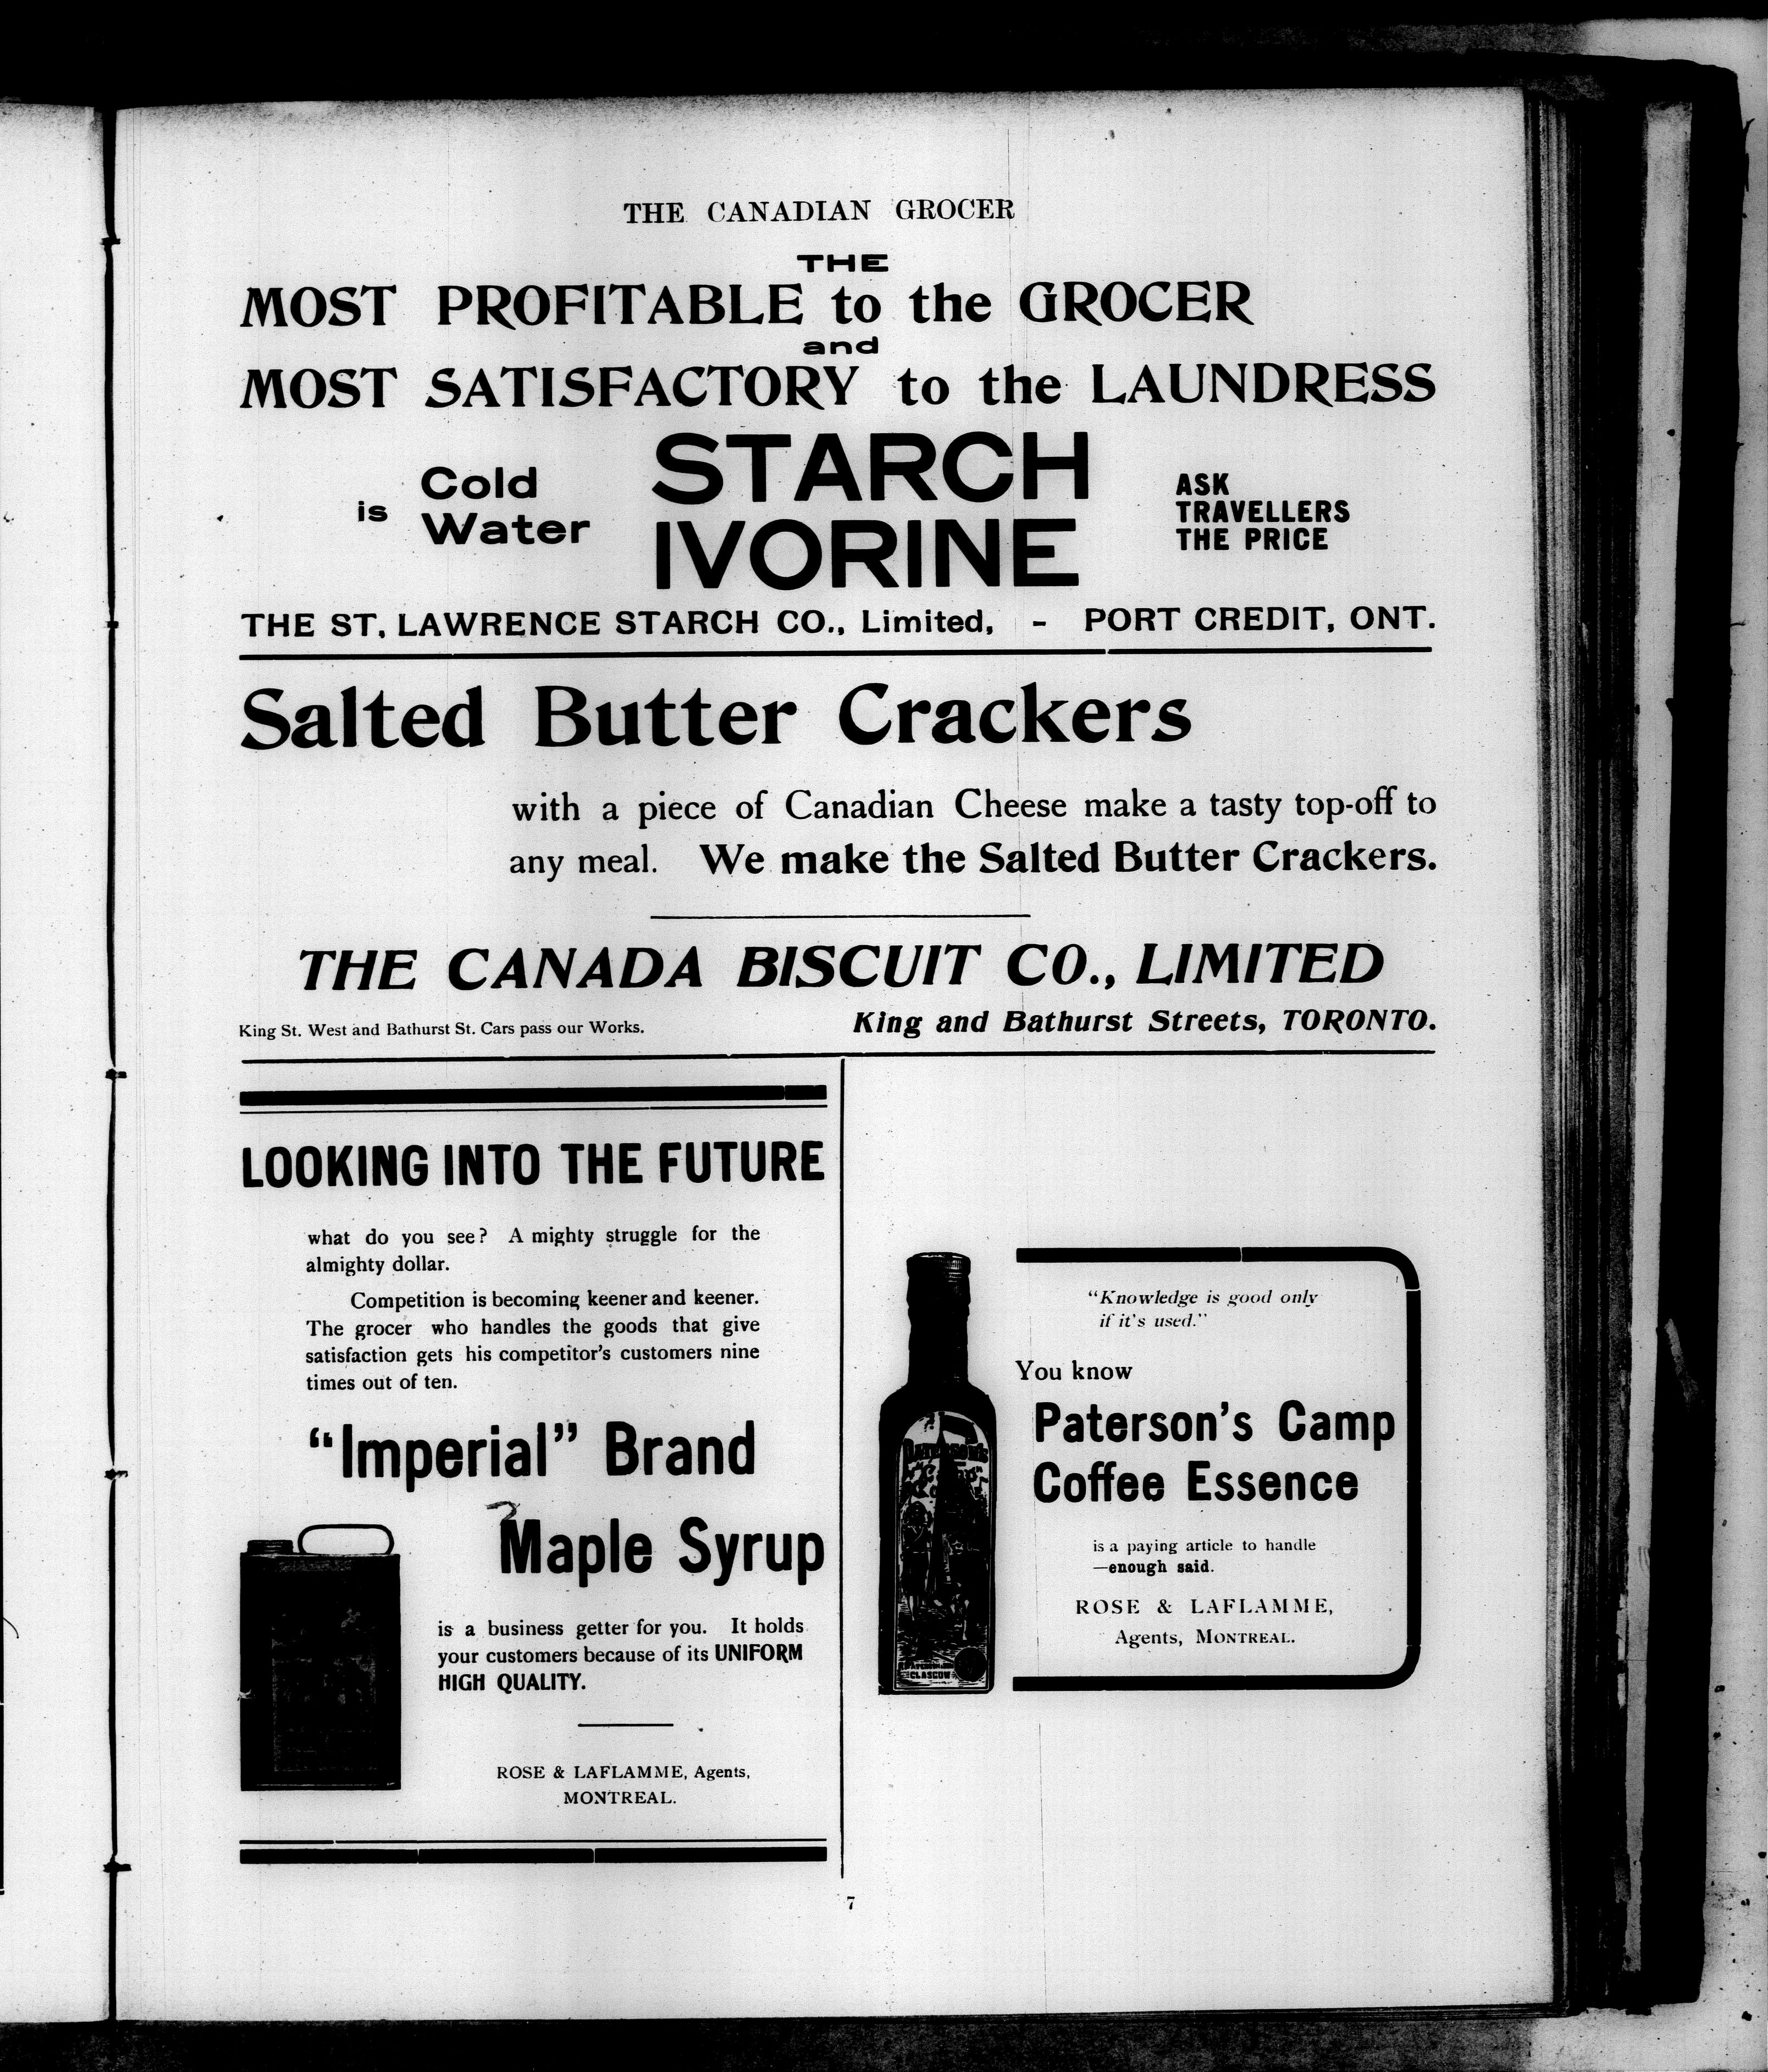 THE CANADIAN GROCER
THE
MOST PROFITABLE to the GROCER
and
MOST SATISFACTORY to the LAUNDRESS
is Cold Water STARCH IVORINE
ASK
TRAVELLERS
THE PRICE
THE ST. LAWRENCE STARCH CO., Limited, - PORT CREDIT, ONT.
Salted Butter Crackers
with a piece of Canadian Cheese make a tasty top-off to
any meal. We make the Salted Butter Crackers.
THE CANADA BISCUIT CO., LIMITED
King St. West and Bathurst St. Cars pass our Works.
King and Bathurst Streets, TORONTO.
LOOKING INTO THE FUTURE
what do you see? A mighty struggle for the
almighty dollar.
Competition is becoming keener and keener.
The grocer who handles the goods that give
satisfaction gets his competitor's customers nine
times out of ten.
"Imperial" Brand
Maple Syrup
is a business getter for you. It holds
your customers because of its UNIFORM
HIGH QUALITY.
ROSE & LAFLAMME, Agents,
MONTREAL.
"Knowledge is good only
if it's used."
You know
Paterson's Camp
Coffee Essence
is a paying article to handle
—enough said.
ROSE & LAFLAMME,
Agents, MONTREAL.
GLASGOW
7